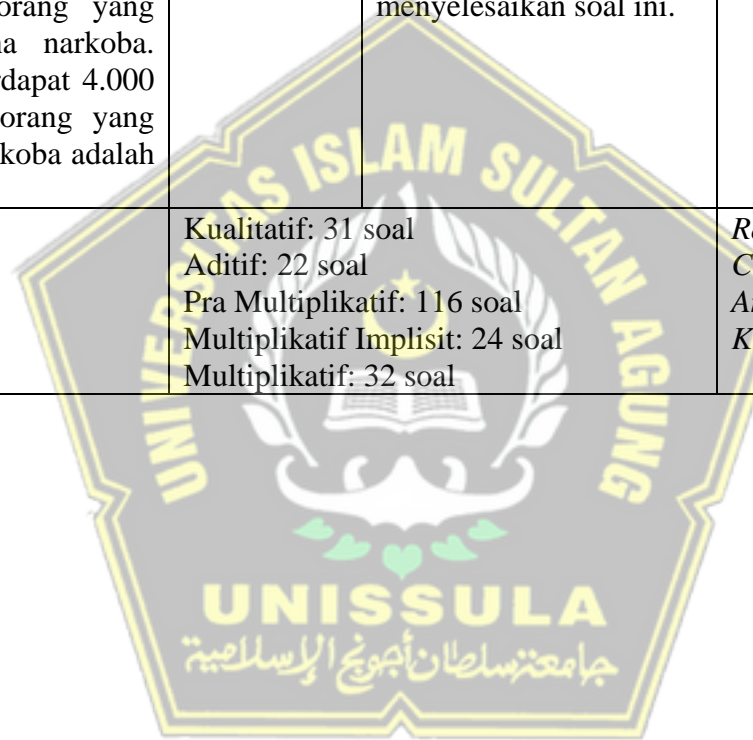 orang yang
narkoba.
dapat 4.000
orang yang
koba adalah
menyelesaikan soal ini.
Kualitatif: 31 soal
Aditif: 22 soal
Pra Multiplikatif: 116 soal
Multiplikatif Implisit: 24 soal
Multiplikatif: 32 soal
UNIVERSITAS ISLAM SULTAN AGUNG
UNISSULA
جامعة سلطان أجونج الإسلامية